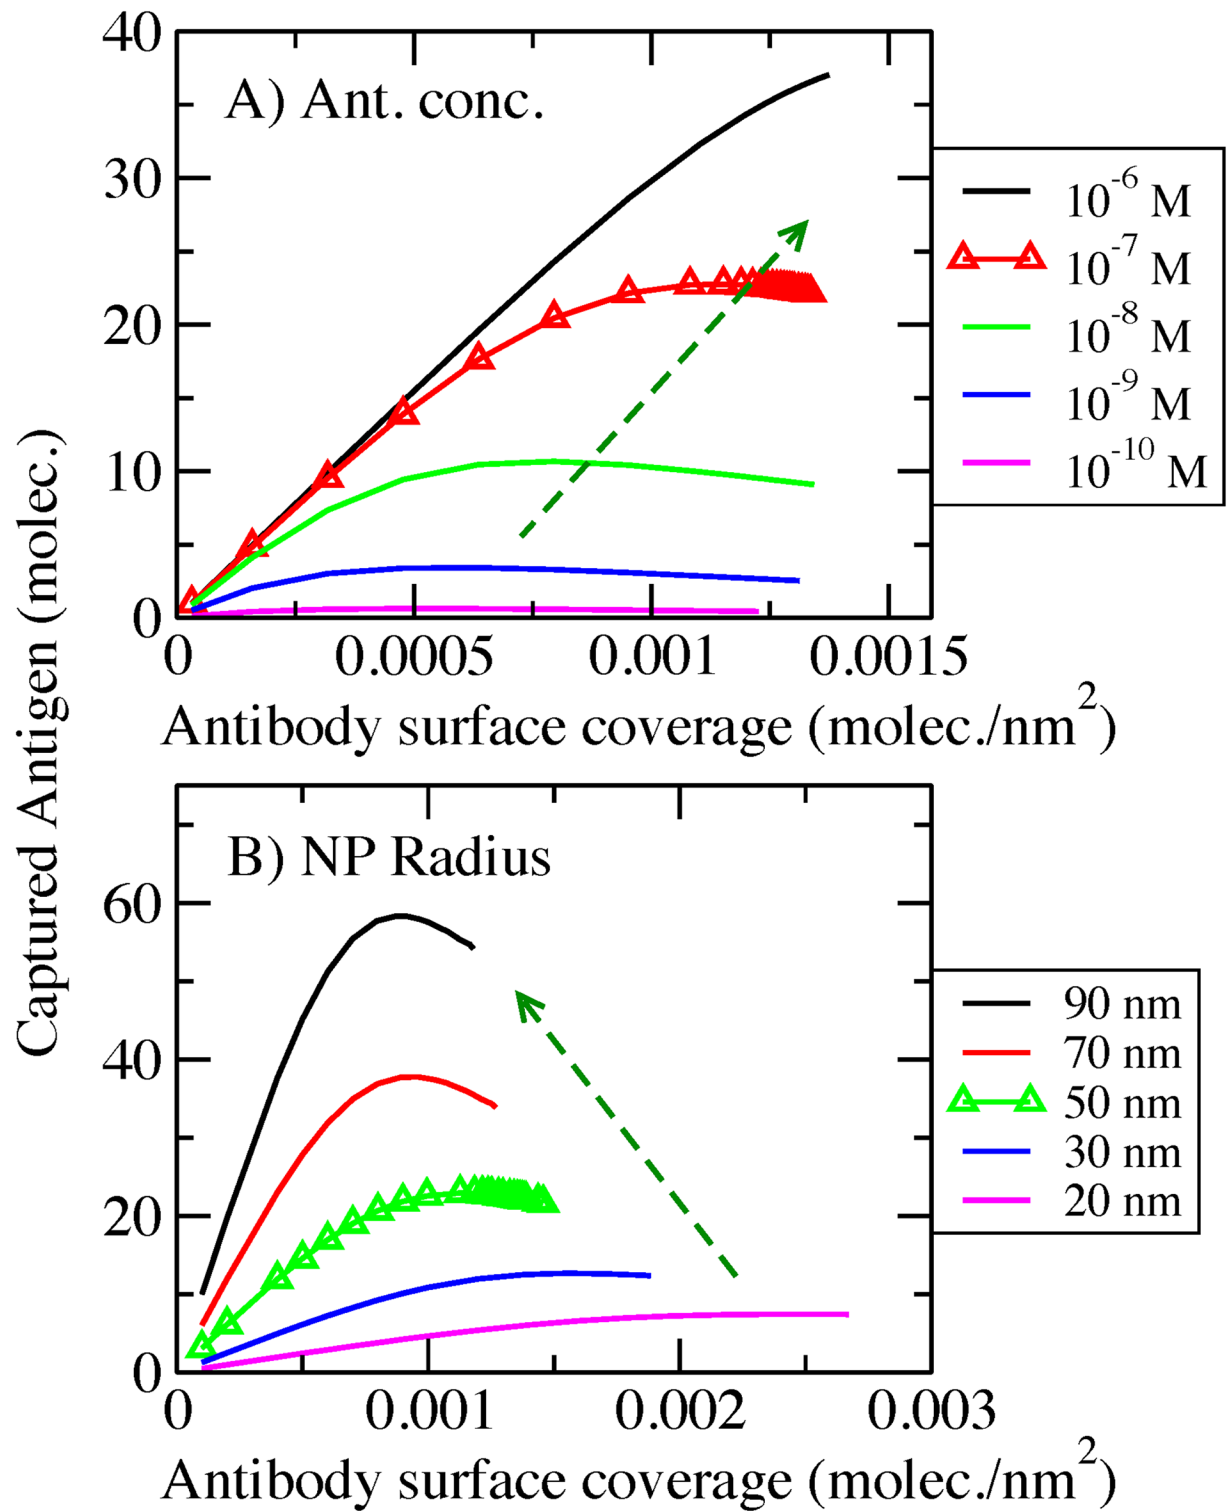 Captured Antigen (molec.)
40
30
20
10
0
A) Ant. conc.
0 0.0005 0.001 0.0015
Antibody surface coverage (molec./nm²)
10⁻⁶ M
10⁻⁷ M
10⁻⁸ M
10⁻⁹ M
10⁻¹⁰ M
60
40
20
0
B) NP Radius
0 0.001 0.002 0.003
Antibody surface coverage (molec./nm²)
90 nm
70 nm
50 nm
30 nm
20 nm